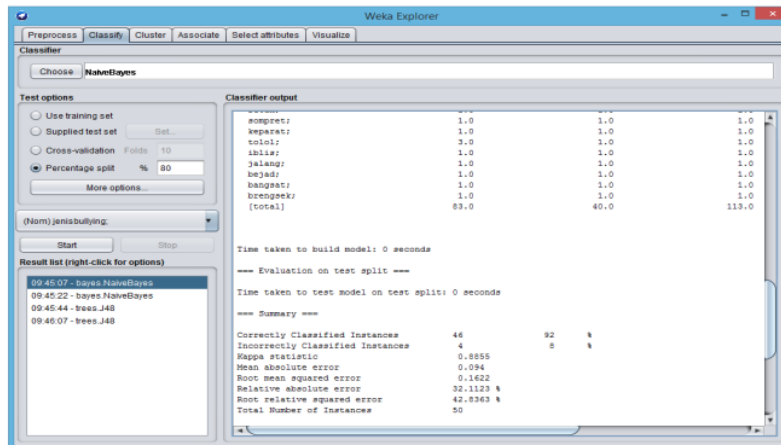 Weka Explorer
Preprocess Classify Cluster Associate Select attributes Visualize
Classifier
Choose NaiveBayes
Test options
Use training set
Supplied test set Set...
Cross-validation Folds 10
Percentage split % 80
More options...
(Nom) jenisbullying;
Start Stop
Result list (right-click for options)
09:45:07 - bayes.NaiveBayes
09:45:22 - bayes.NaiveBayes
09:45:44 - trees.J48
09:46:07 - trees.J48
Classifier output
sompret; 1.0 1.0 1.0
keparat; 1.0 1.0 1.0
tolol; 3.0 1.0 1.0
iblis; 1.0 1.0 1.0
jalang; 1.0 1.0 1.0
bejad; 1.0 1.0 1.0
bangsat; 1.0 1.0 1.0
brengsek; 1.0 1.0 1.0
[total] 83.0 40.0 113.0
Time taken to build model: 0 seconds
=== Evaluation on test split ===
Time taken to test model on test split: 0 seconds
=== Summary ===
Correctly Classified Instances 46 92 %
Incorrectly Classified Instances 4 8 %
Kappa statistic 0.8855
Mean absolute error 0.094
Root mean squared error 0.1622
Relative absolute error 32.1123 %
Root relative squared error 42.8363 %
Total Number of Instances 50